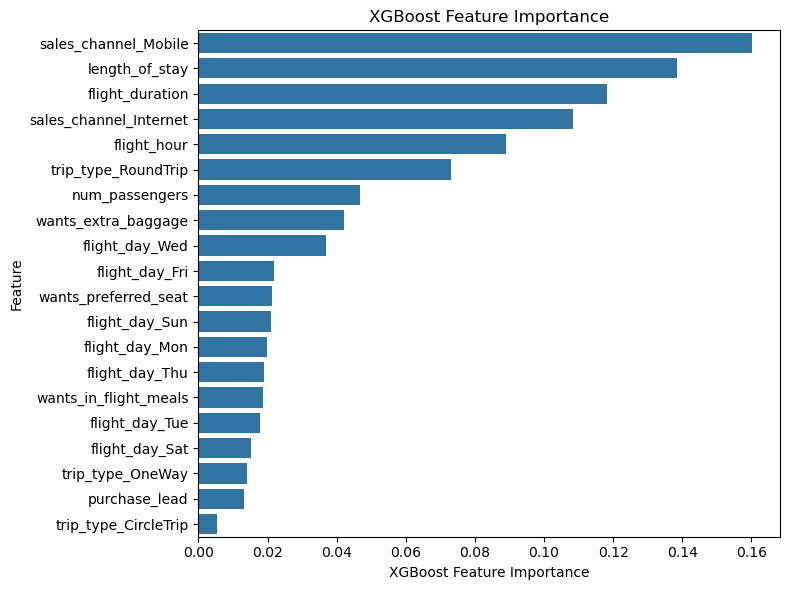 XGBoost Feature Importance
sales_channel_Mobile
length_of_stay
flight_duration
sales_channel_Internet
flight_hour
trip_type_RoundTrip
num_passengers
wants_extra_baggage
flight_day_Wed
flight_day_Fri
wants_preferred_seat
flight_day_Sun
flight_day_Mon
flight_day_Thu
wants_in_flight_meals
flight_day_Tue
flight_day_Sat
trip_type_OneWay
purchase_lead
trip_type_CircleTrip
Feature
0.00 0.02 0.04 0.06 0.08 0.10 0.12 0.14 0.16
XGBoost Feature Importance